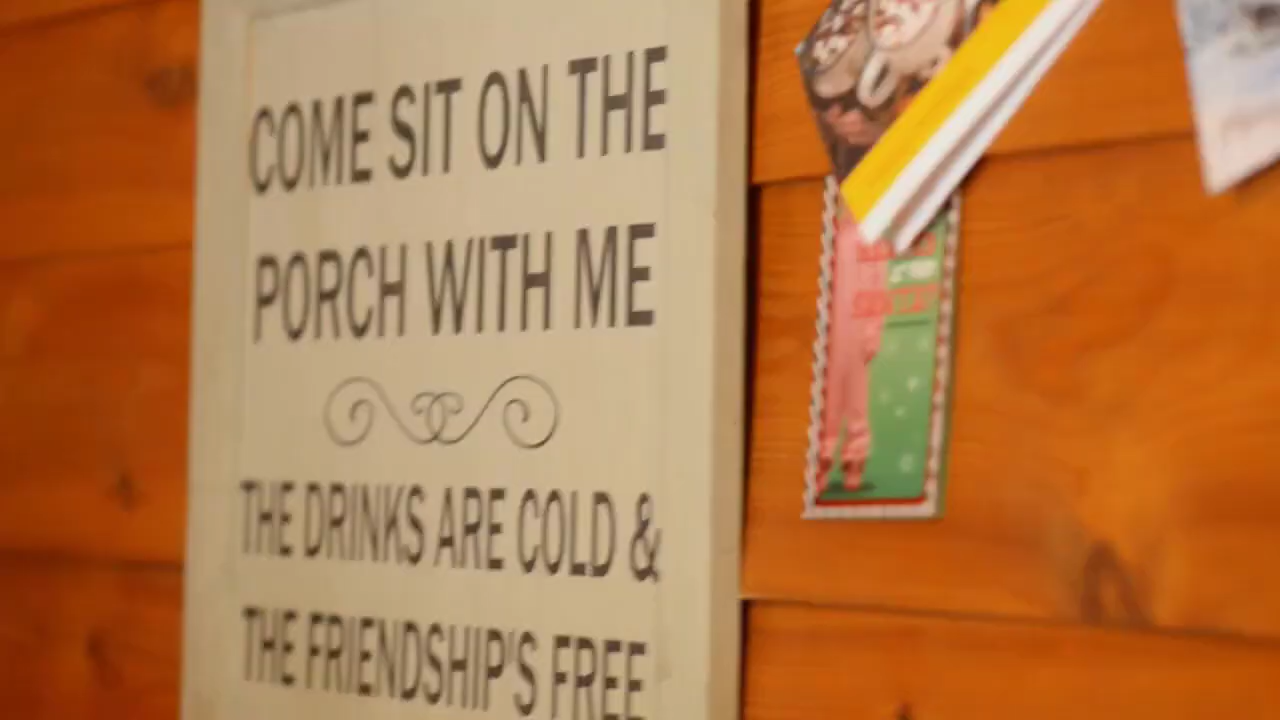 COME SIT ON THE
PORCH WITH ME
THE DRINKS ARE COLD &
THE FRIENDSHIP'S FREE